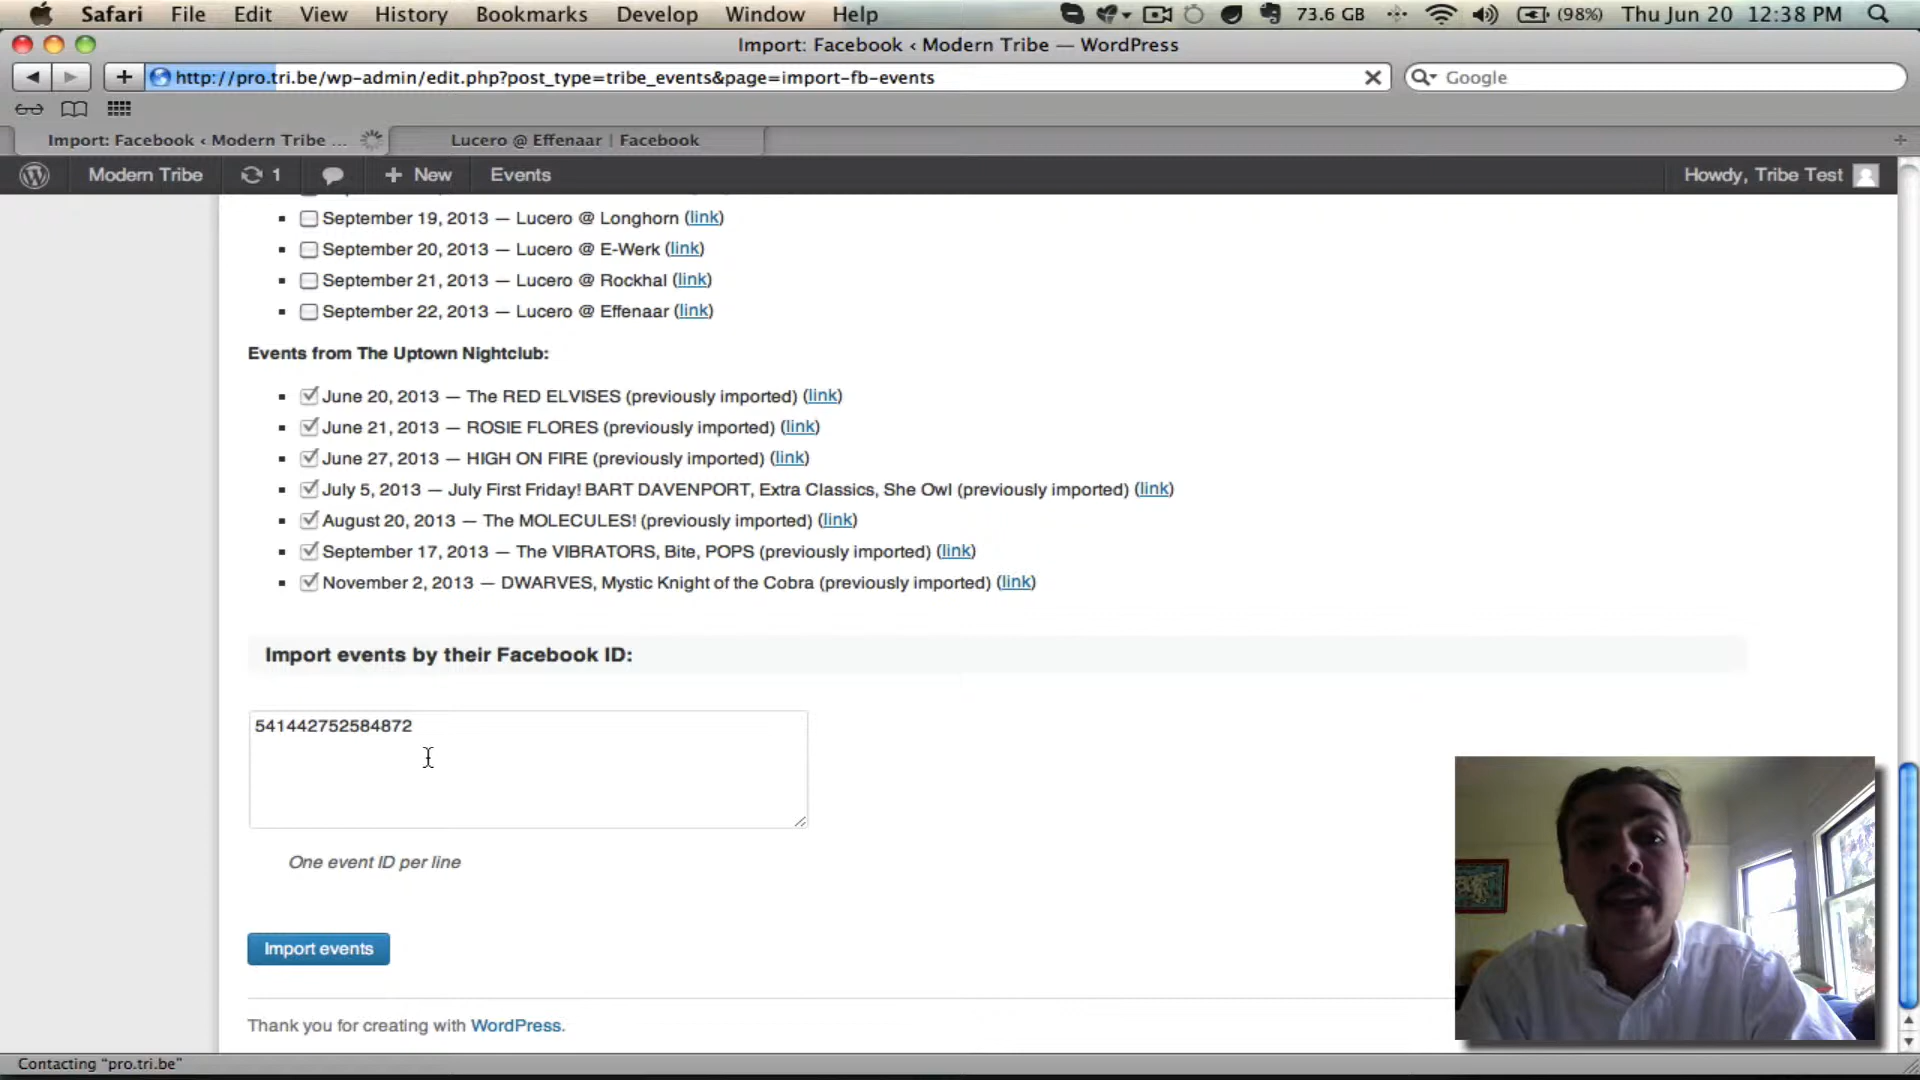 Safari File Edit View History Bookmarks Develop Window Help 73.6 GB (98%) Thu Jun 20 12:38 PM
Import: Facebook ‹ Modern Tribe — WordPress
http://pro.tri.be/wp-admin/edit.php?post_type=tribe_events&page=import-fb-events Google
Import: Facebook ‹ Modern Tribe ... Lucero @ Effenaar | Facebook
Modern Tribe 1 + New Events Howdy, Tribe Test
September 19, 2013 — Lucero @ Longhorn (link)
September 20, 2013 — Lucero @ E-Werk (link)
September 21, 2013 — Lucero @ Rockhal (link)
September 22, 2013 — Lucero @ Effenaar (link)
Events from The Uptown Nightclub:
June 20, 2013 — The RED ELVISES (previously imported) (link)
June 21, 2013 — ROSIE FLORES (previously imported) (link)
June 27, 2013 — HIGH ON FIRE (previously imported) (link)
July 5, 2013 — July First Friday! BART DAVENPORT, Extra Classics, She Owl (previously imported) (link)
August 20, 2013 — The MOLECULES! (previously imported) (link)
September 17, 2013 — The VIBRATORS, Bite, POPS (previously imported) (link)
November 2, 2013 — DWARVES, Mystic Knight of the Cobra (previously imported) (link)
Import events by their Facebook ID:
541442752584872
One event ID per line
Import events
Thank you for creating with WordPress.
Contacting "pro.tri.be"